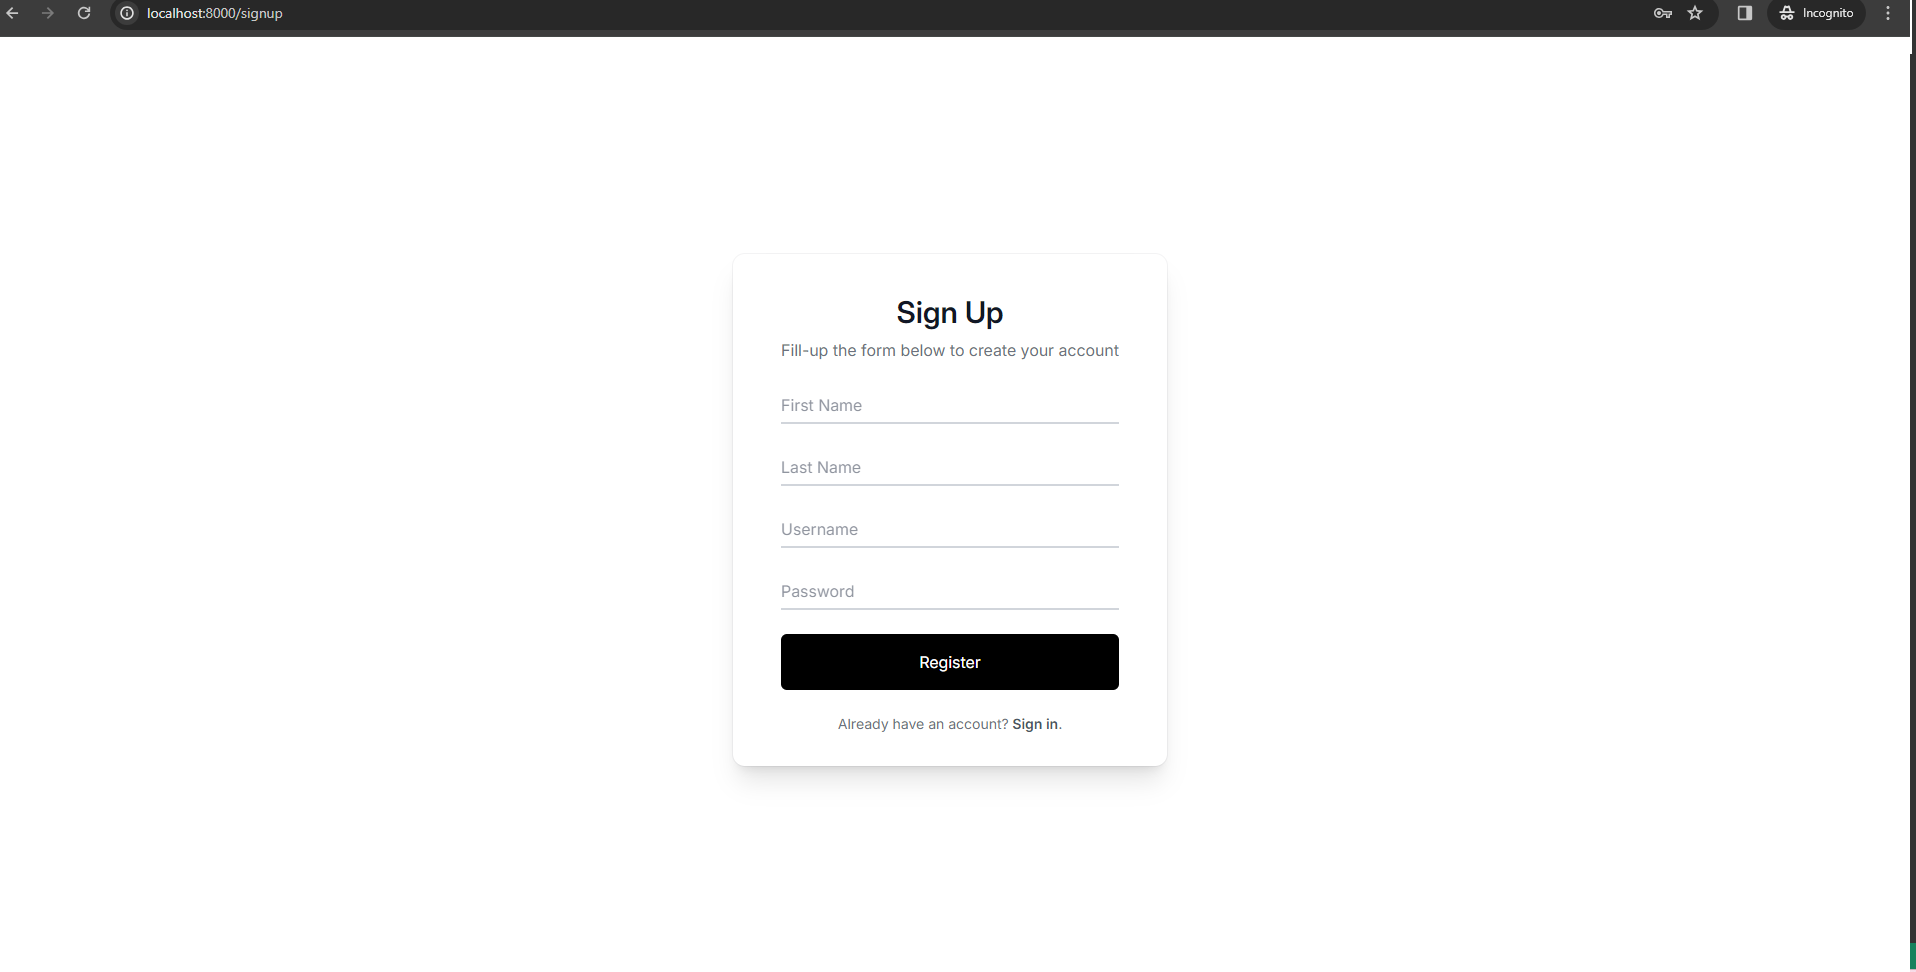 localhost:8000/signup
Incognito
Sign Up
Fill-up the form below to create your account
First Name
Last Name
Username
Password
Register
Already have an account? Sign in.